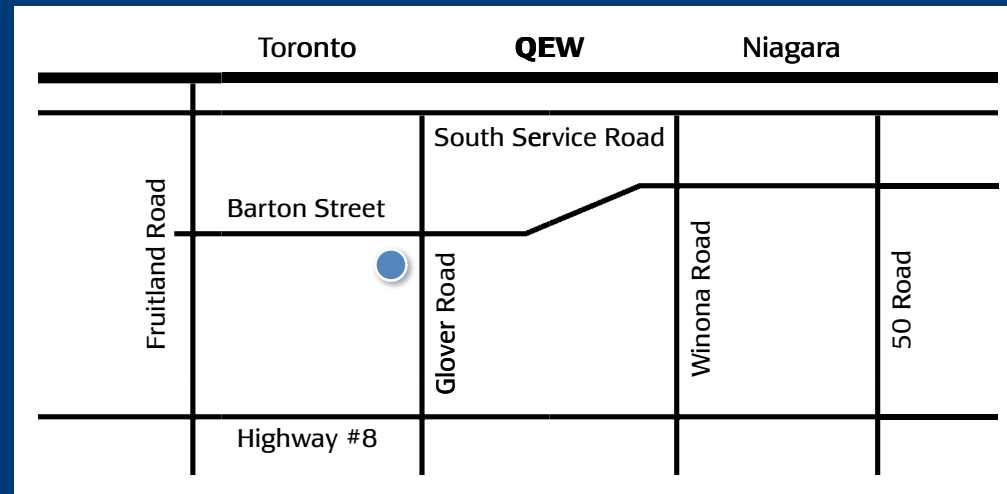 Toronto
QEW
Niagara
South Service Road
Barton Street
Fruitland Road
Glover Road
Winona Road
50 Road
Highway #8